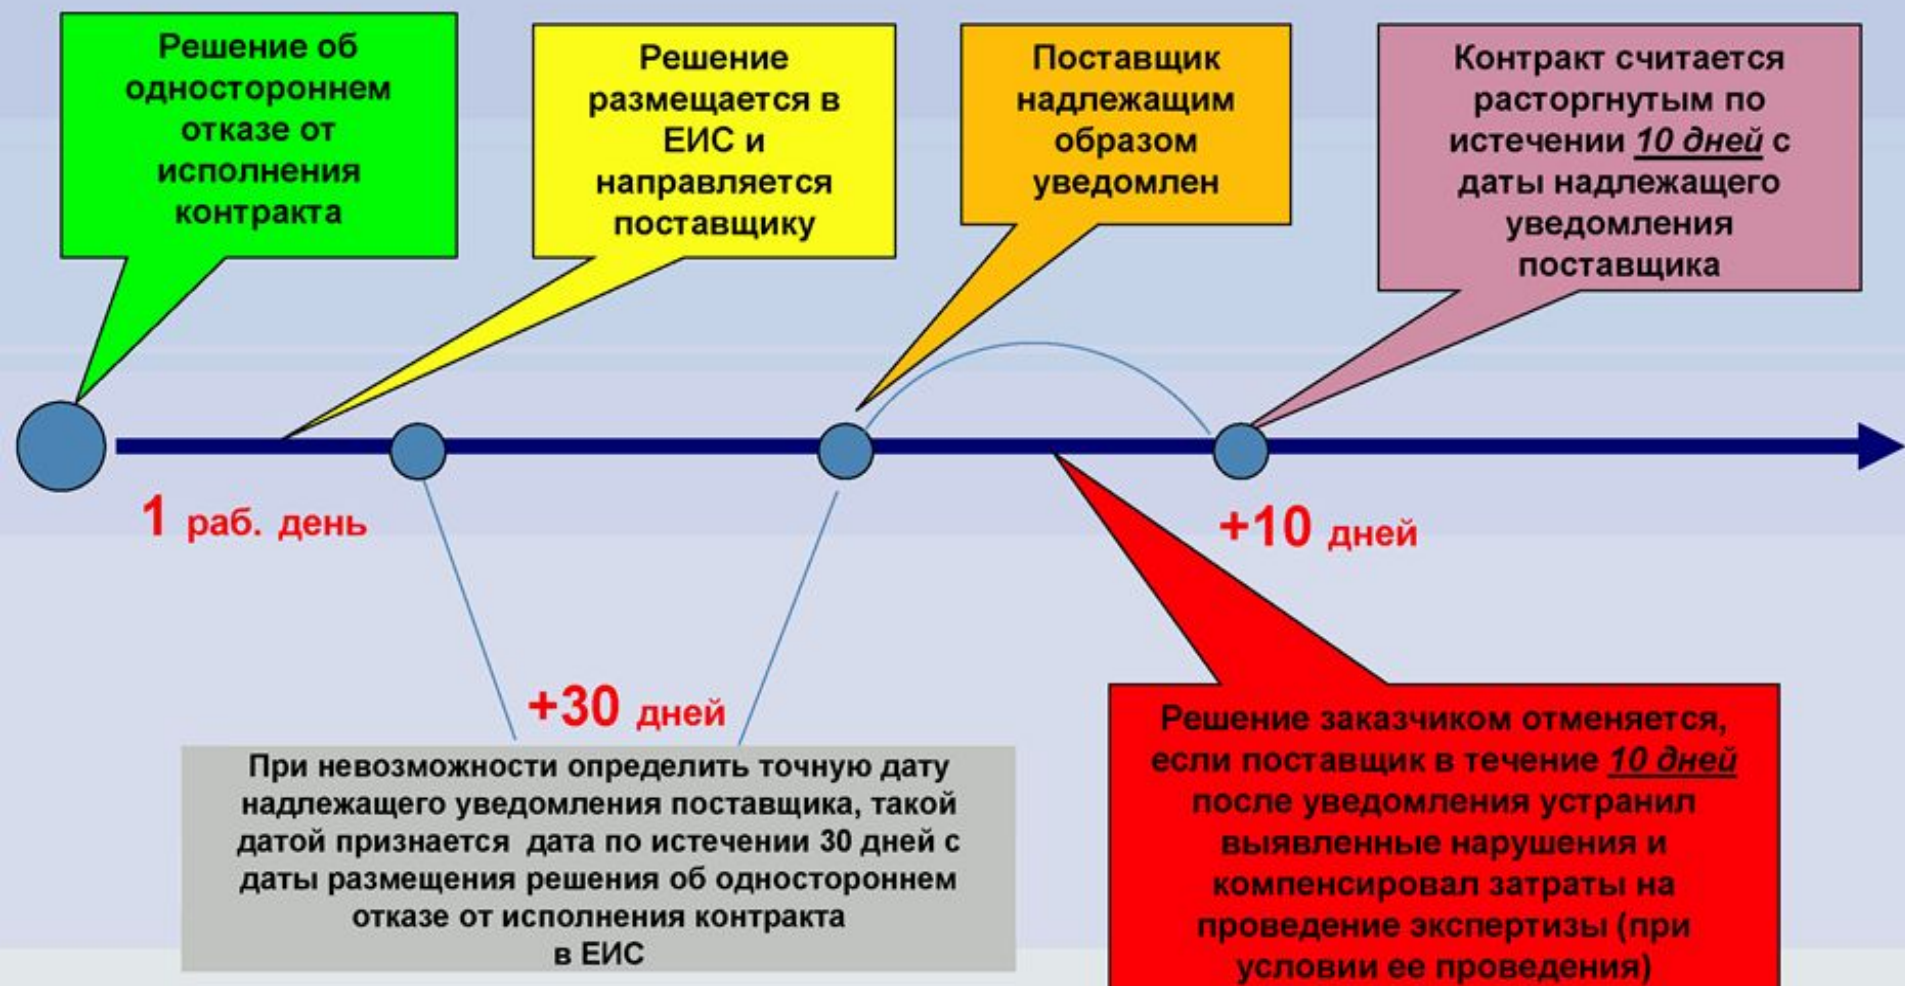 Решение об
одностороннем
отказе от
исполнения
контракта
Решение
размещается в
ЕИС и
направляется
поставщику
Поставщик
надлежащим
образом
уведомлен
Контракт считается
расторгнутым по
истечении 10 дней с
даты надлежащего
уведомления
поставщика
1 раб. день
+10 дней
+30 дней
При невозможности определить точную дату
надлежащего уведомления поставщика, такой
датой признается дата по истечении 30 дней с
даты размещения решения об одностороннем
отказе от исполнения контракта
в ЕИС
Решение заказчиком отменяется,
если поставщик в течение 10 дней
после уведомления устранил
выявленные нарушения и
компенсировал затраты на
проведение экспертизы (при
условии ее проведения)